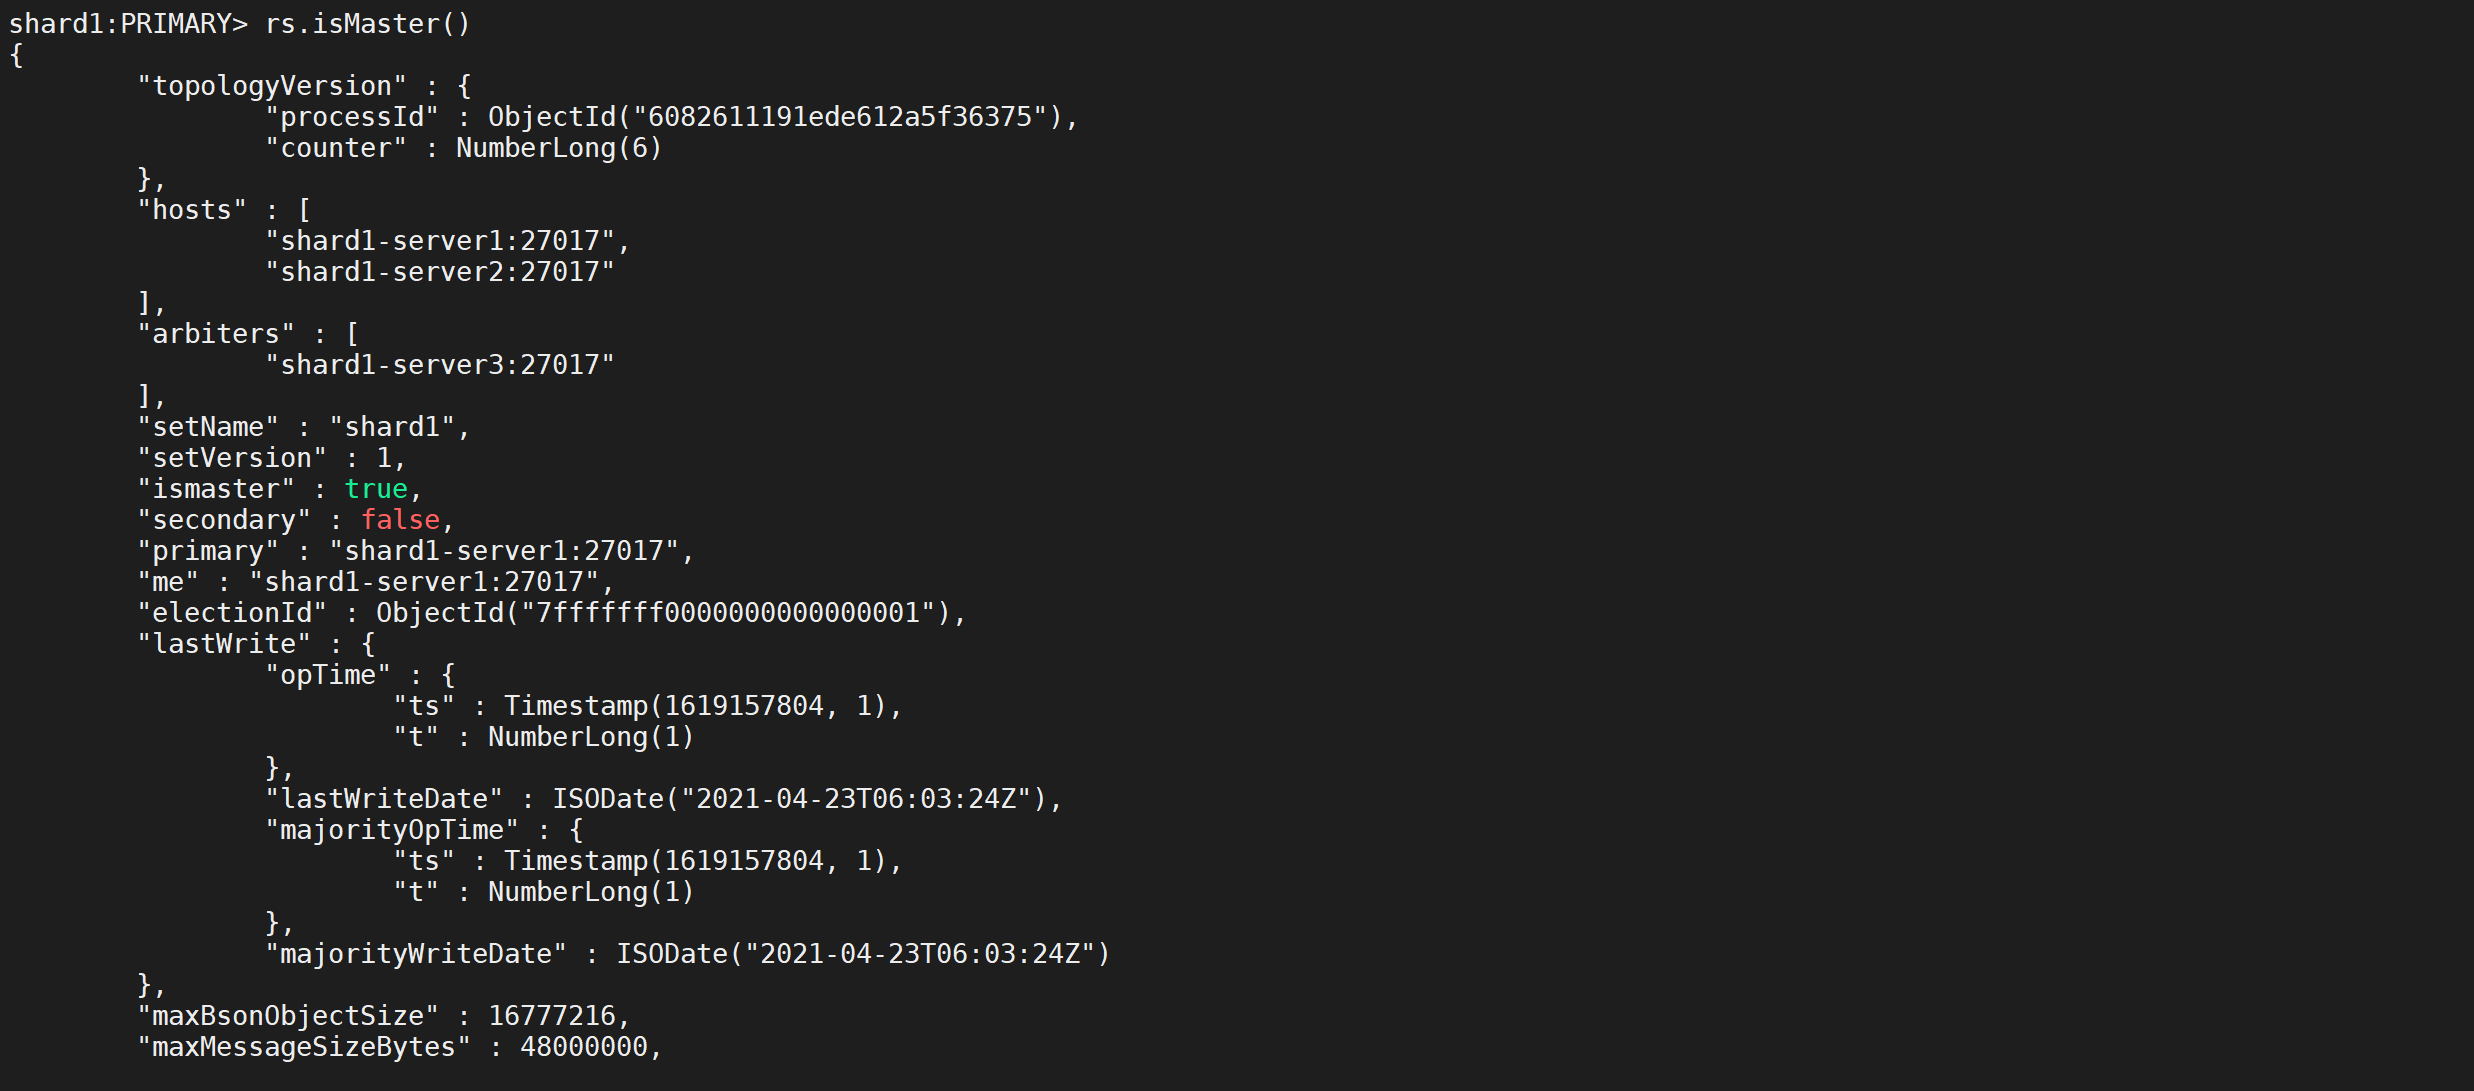 shard1:PRIMARY> rs.isMaster()
{
        "topologyVersion" : {
                "processId" : ObjectId("6082611191ede612a5f36375"),
                "counter" : NumberLong(6)
        },
        "hosts" : [
                "shard1-server1:27017",
                "shard1-server2:27017"
        ],
        "arbiters" : [
                "shard1-server3:27017"
        ],
        "setName" : "shard1",
        "setVersion" : 1,
        "ismaster" : true,
        "secondary" : false,
        "primary" : "shard1-server1:27017",
        "me" : "shard1-server1:27017",
        "electionId" : ObjectId("7fffffff0000000000000001"),
        "lastWrite" : {
                "opTime" : {
                        "ts" : Timestamp(1619157804, 1),
                        "t" : NumberLong(1)
                },
                "lastWriteDate" : ISODate("2021-04-23T06:03:24Z"),
                "majorityOpTime" : {
                        "ts" : Timestamp(1619157804, 1),
                        "t" : NumberLong(1)
                },
                "majorityWriteDate" : ISODate("2021-04-23T06:03:24Z")
        },
        "maxBsonObjectSize" : 16777216,
        "maxMessageSizeBytes" : 48000000,